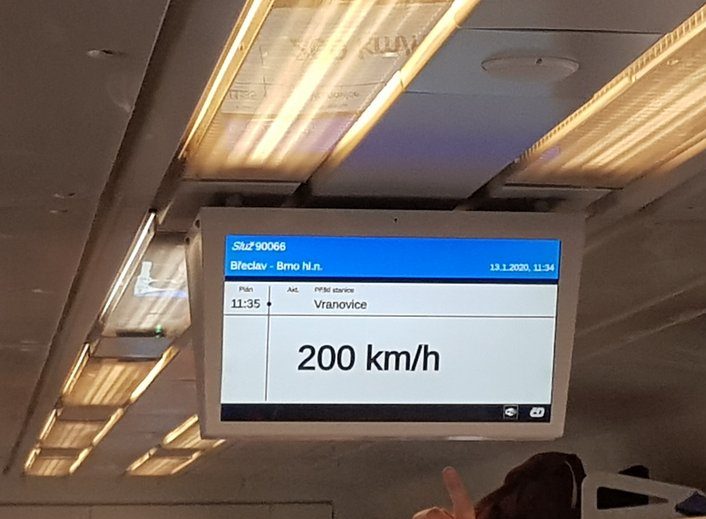 Služ 90066
Břeclav - Brno hl.n.
13.1.2020, 11:34
Plán Akt. Příští stanice
11:35 Vranovice
200 km/h